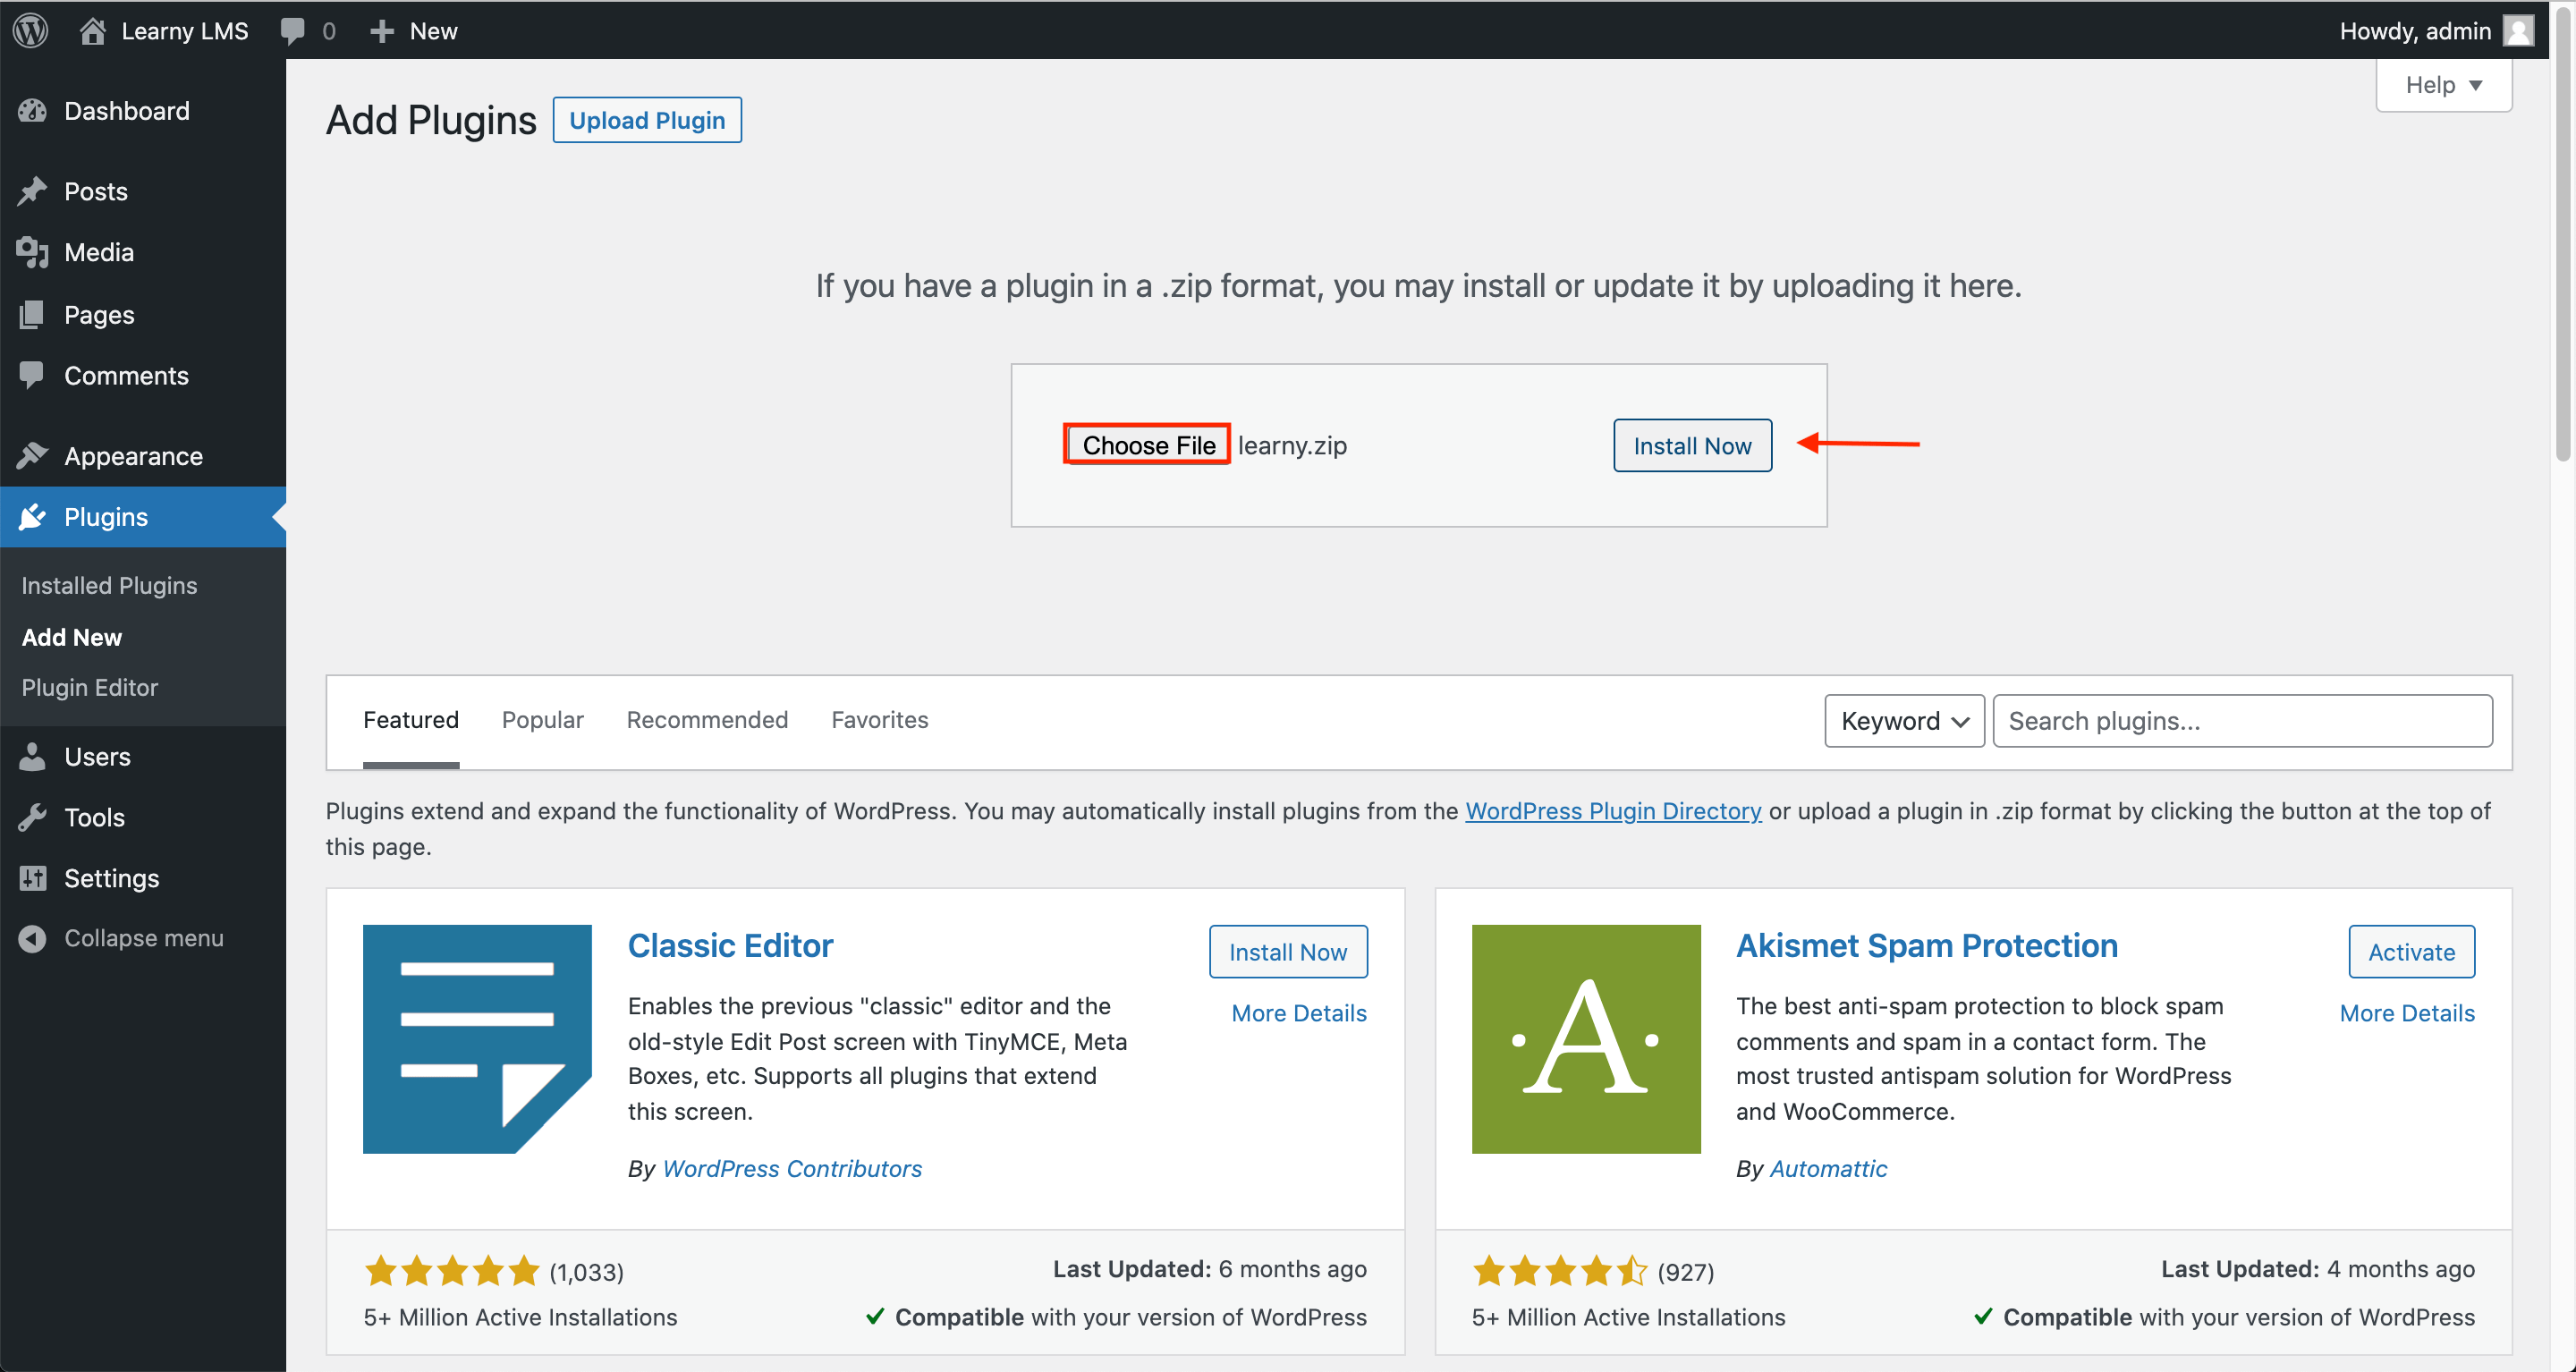 Learny LMS
0
New
Howdy, admin
Help
Dashboard
Posts
Media
Pages
Comments
Appearance
Plugins
Installed Plugins
Add New
Plugin Editor
Users
Tools
Settings
Collapse menu
Add Plugins
Upload Plugin
If you have a plugin in a .zip format, you may install or update it by uploading it here.
Choose File learny.zip
Install Now
Featured
Popular
Recommended
Favorites
Keyword
Search plugins...
Plugins extend and expand the functionality of WordPress. You may automatically install plugins from the WordPress Plugin Directory or upload a plugin in .zip format by clicking the button at the top of
this page.
Classic Editor
Install Now
More Details
Enables the previous "classic" editor and the
old-style Edit Post screen with TinyMCE, Meta
Boxes, etc. Supports all plugins that extend
this screen.
By WordPress Contributors
(1,033)
5+ Million Active Installations
Last Updated: 6 months ago
Compatible with your version of WordPress
A
Akismet Spam Protection
Activate
More Details
The best anti-spam protection to block spam
comments and spam in a contact form. The
most trusted antispam solution for WordPress
and WooCommerce.
By Automattic
(927)
5+ Million Active Installations
Last Updated: 4 months ago
Compatible with your version of WordPress